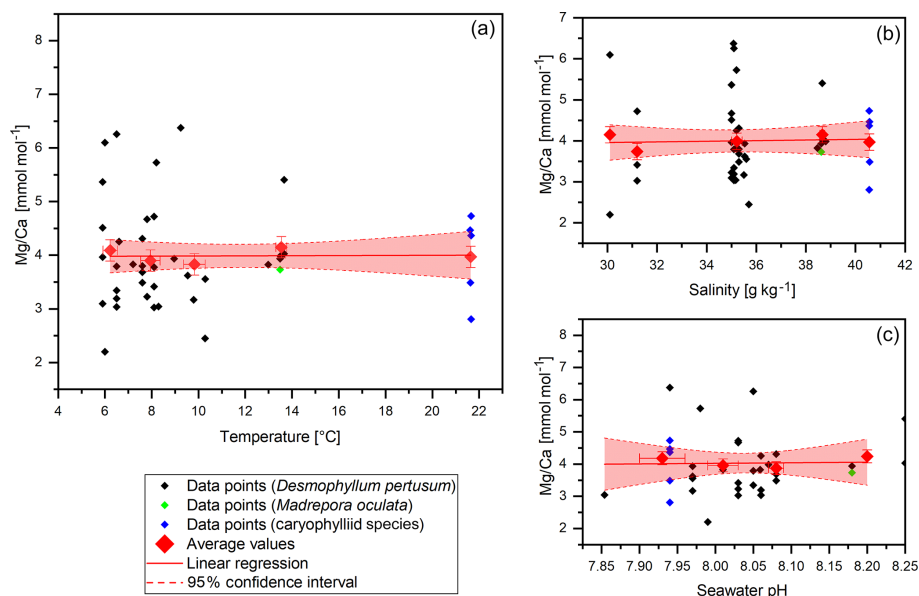 (a)
8
7
6
5
4
3
2
Mg/Ca [mmol mol-1]
4 6 8 10 12 14 16 18 20 22
Temperature [°C]
(b)
7
6
5
4
3
2
Mg/Ca [mmol mol-1]
30 32 34 36 38 40 42
Salinity [g kg-1]
(c)
8
7
6
5
4
3
2
Mg/Ca [mmol mol-1]
7.85 7.90 7.95 8.00 8.05 8.10 8.15 8.20 8.25
Seawater pH
Data points (Desmophyllum pertusum)
Data points (Madrepora oculata)
Data points (caryophylliid species)
Average values
Linear regression
95% confidence interval